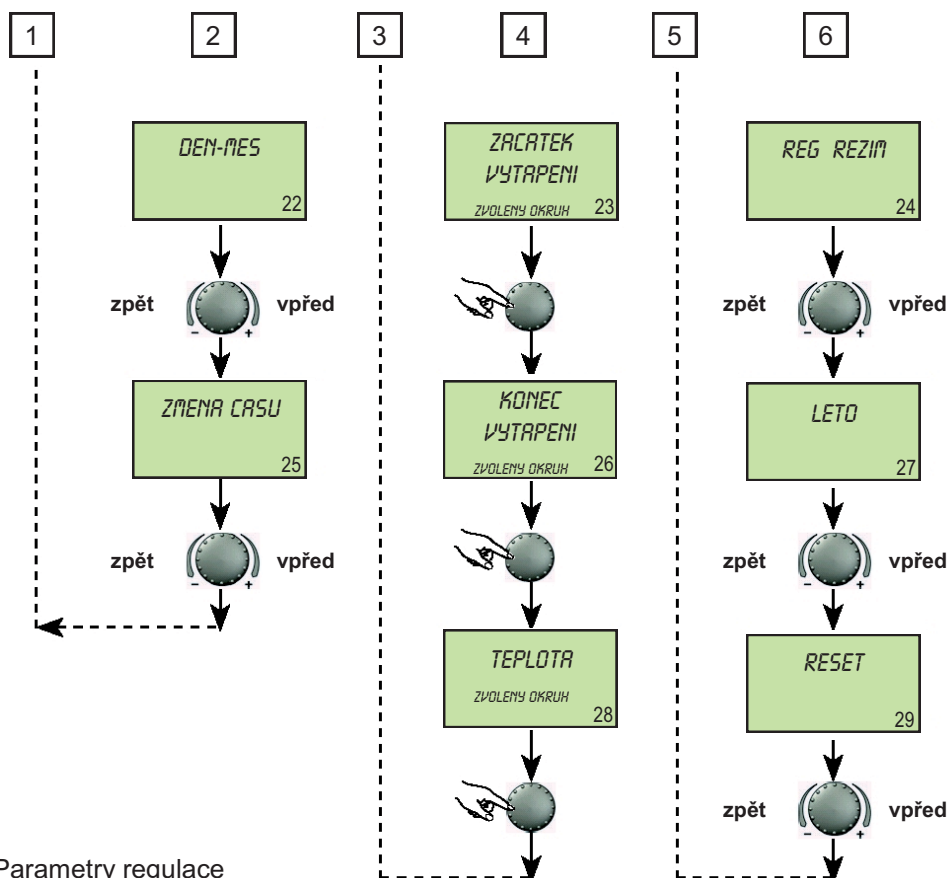 1 2 3 4 5 6
DEN-MES
22
ZACATEK
VYTAPENI
ZVOLENY OKRUH 23
REG REZIM
24
zpět − + vpřed
zpět − + vpřed
ZMENA CASU
25
KONEC
VYTAPENI
ZVOLENY OKRUH 26
LETO
27
zpět − + vpřed
zpět − + vpřed
TEPLOTA
ZVOLENY OKRUH
28
RESET
29
zpět − + vpřed
Parametry regulace